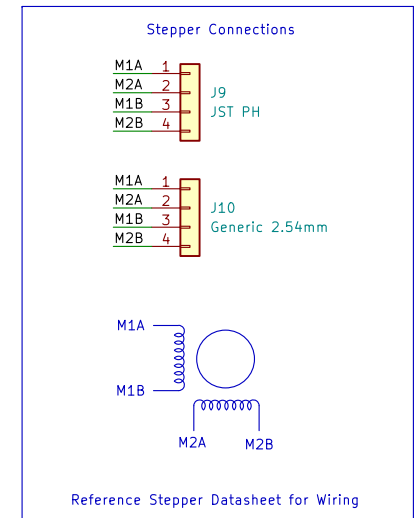 Stepper Connections
M1A 1
M2A 2
M1B 3
M2B 4
J9
JST PH
M1A 1
M2A 2
M1B 3
M2B 4
J10
Generic 2.54mm
M1A
M1B
M2A M2B
Reference Stepper Datasheet for Wiring